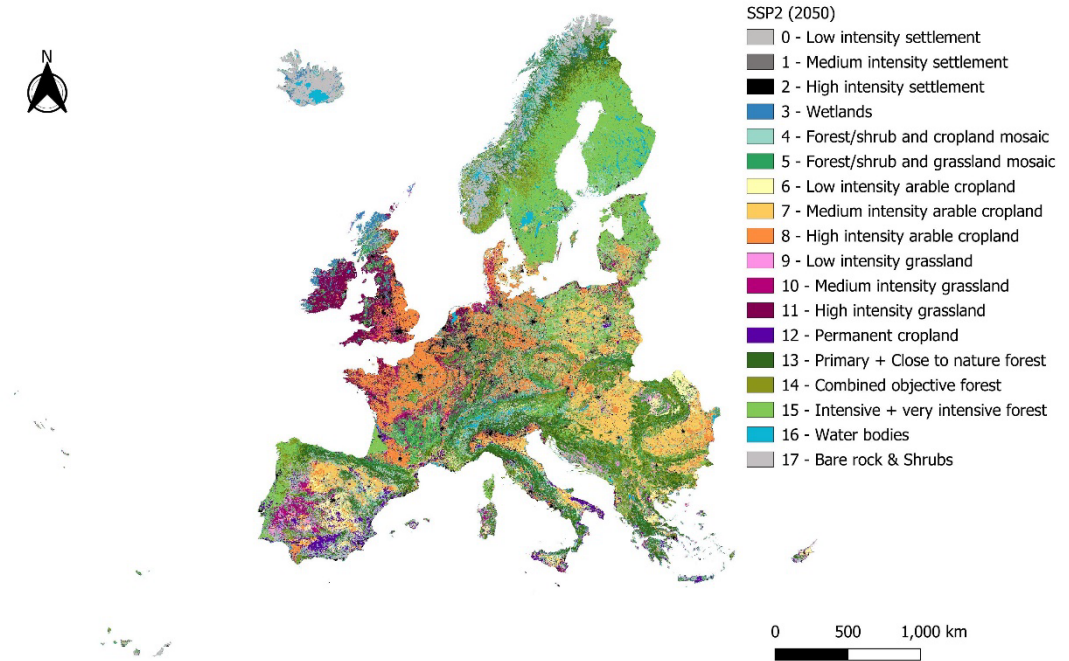 SSP2 (2050)
N
0 - Low intensity settlement
1 - Medium intensity settlement
2 - High intensity settlement
3 - Wetlands
4 - Forest/shrub and cropland mosaic
5 - Forest/shrub and grassland mosaic
6 - Low intensity arable cropland
7 - Medium intensity arable cropland
8 - High intensity arable cropland
9 - Low intensity grassland
10 - Medium intensity grassland
11 - High intensity grassland
12 - Permanent cropland
13 - Primary + Close to nature forest
14 - Combined objective forest
15 - Intensive + very intensive forest
16 - Water bodies
17 - Bare rock & Shrubs
0 500 1,000 km